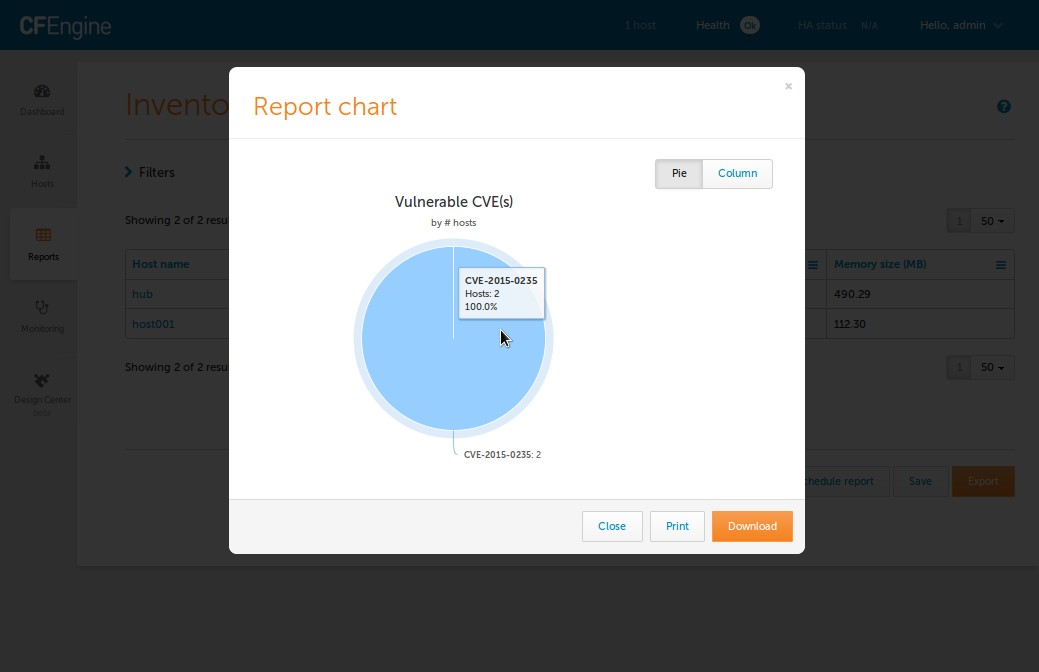 CFEngine
1 host
Health Ok
HA status N/A
Hello, admin
Dashboard
Hosts
Reports
Monitoring
Design Center
Invento
?
Filters
Showing 2 of 2 resu
1 50
Host name
Memory size (MB)
hub
490.29
host001
112.30
Showing 2 of 2 resu
1 50
hedule report
Save
Export
Report chart
×
Pie
Column
Vulnerable CVE(s)
by # hosts
CVE-2015-0235
Hosts: 2
100.0%
CVE-2015-0235: 2
Close
Print
Download